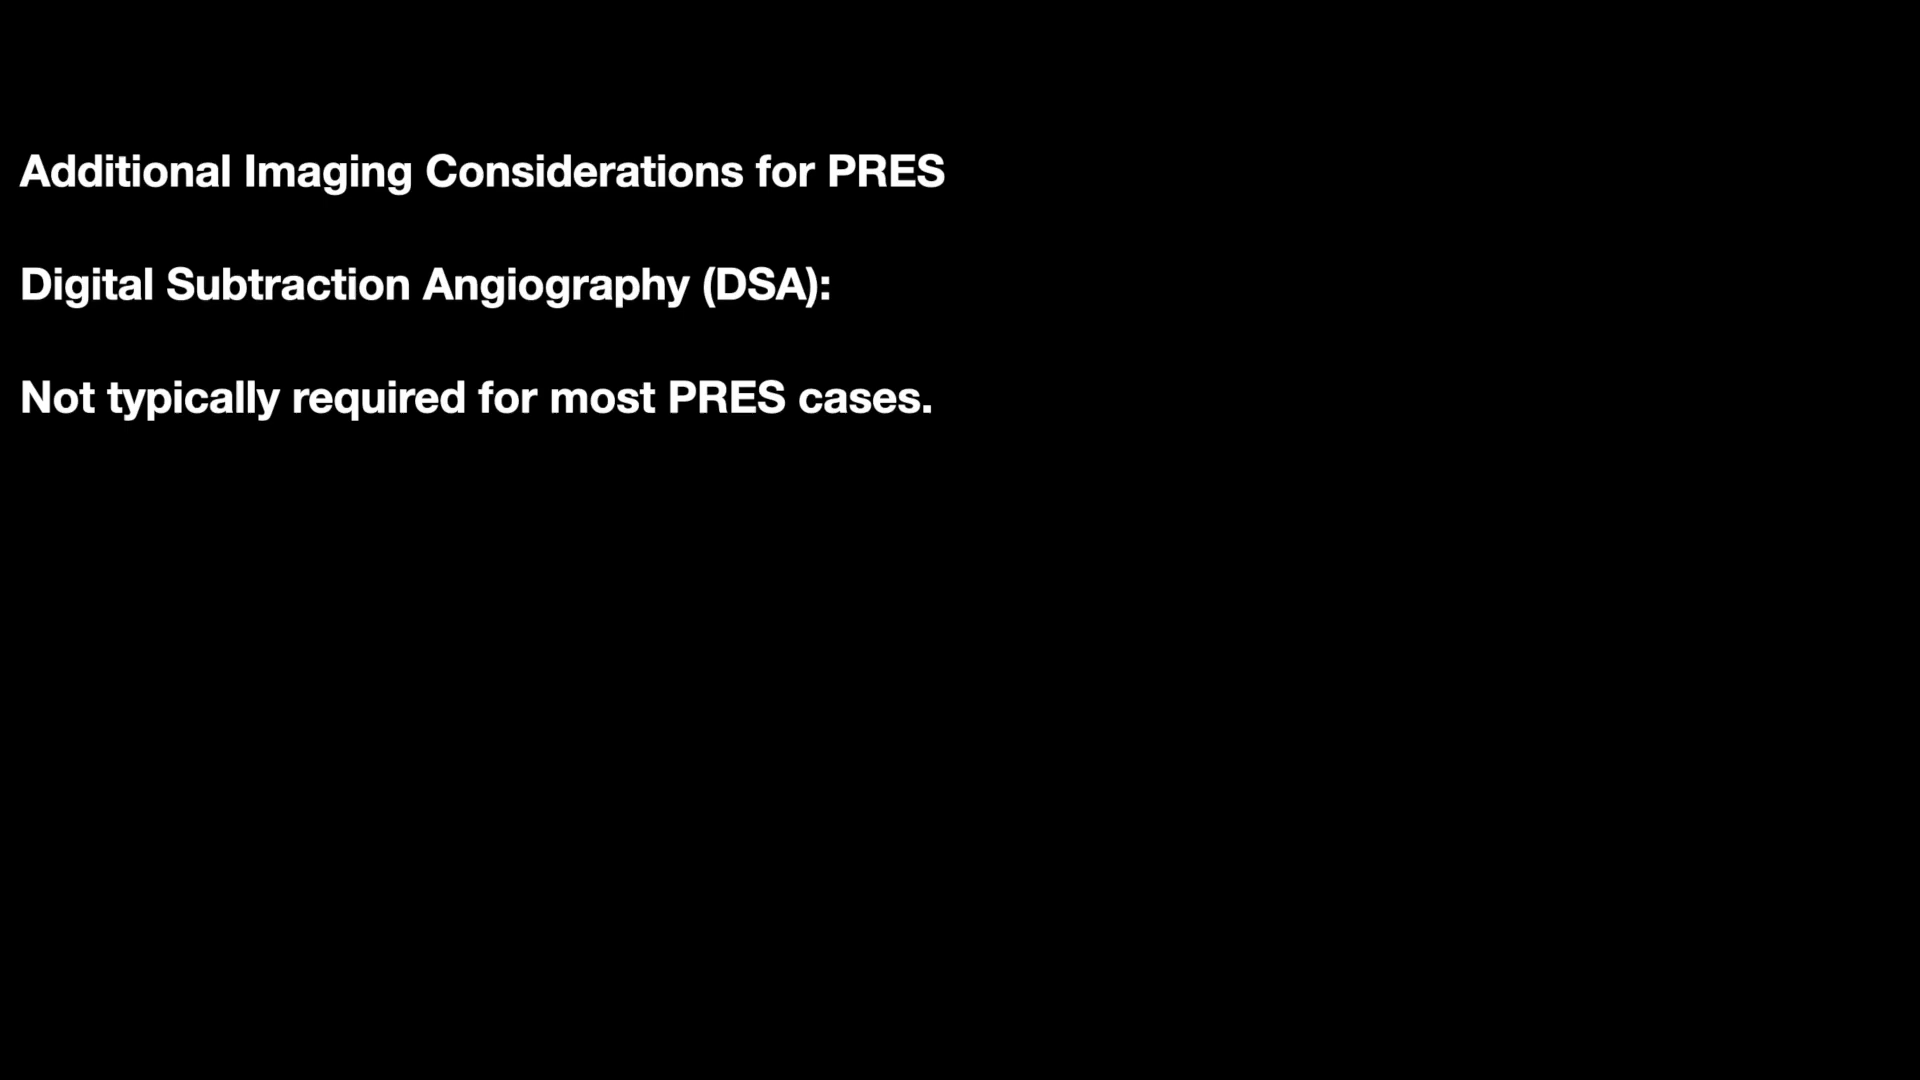 Additional Imaging Considerations for PRES
Digital Subtraction Angiography (DSA):
Not typically required for most PRES cases.